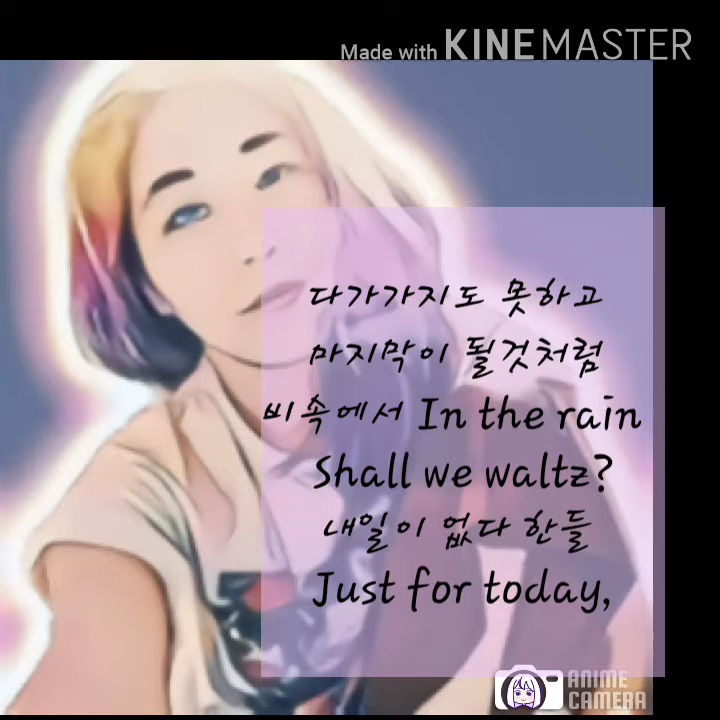 Made with KINEMASTER
다가가지도 못하고
마지막이 될것처럼
비속에서 In the rain
Shall we waltz?
내일이 없다 한들
Just for today,
ANIME
CAMERA